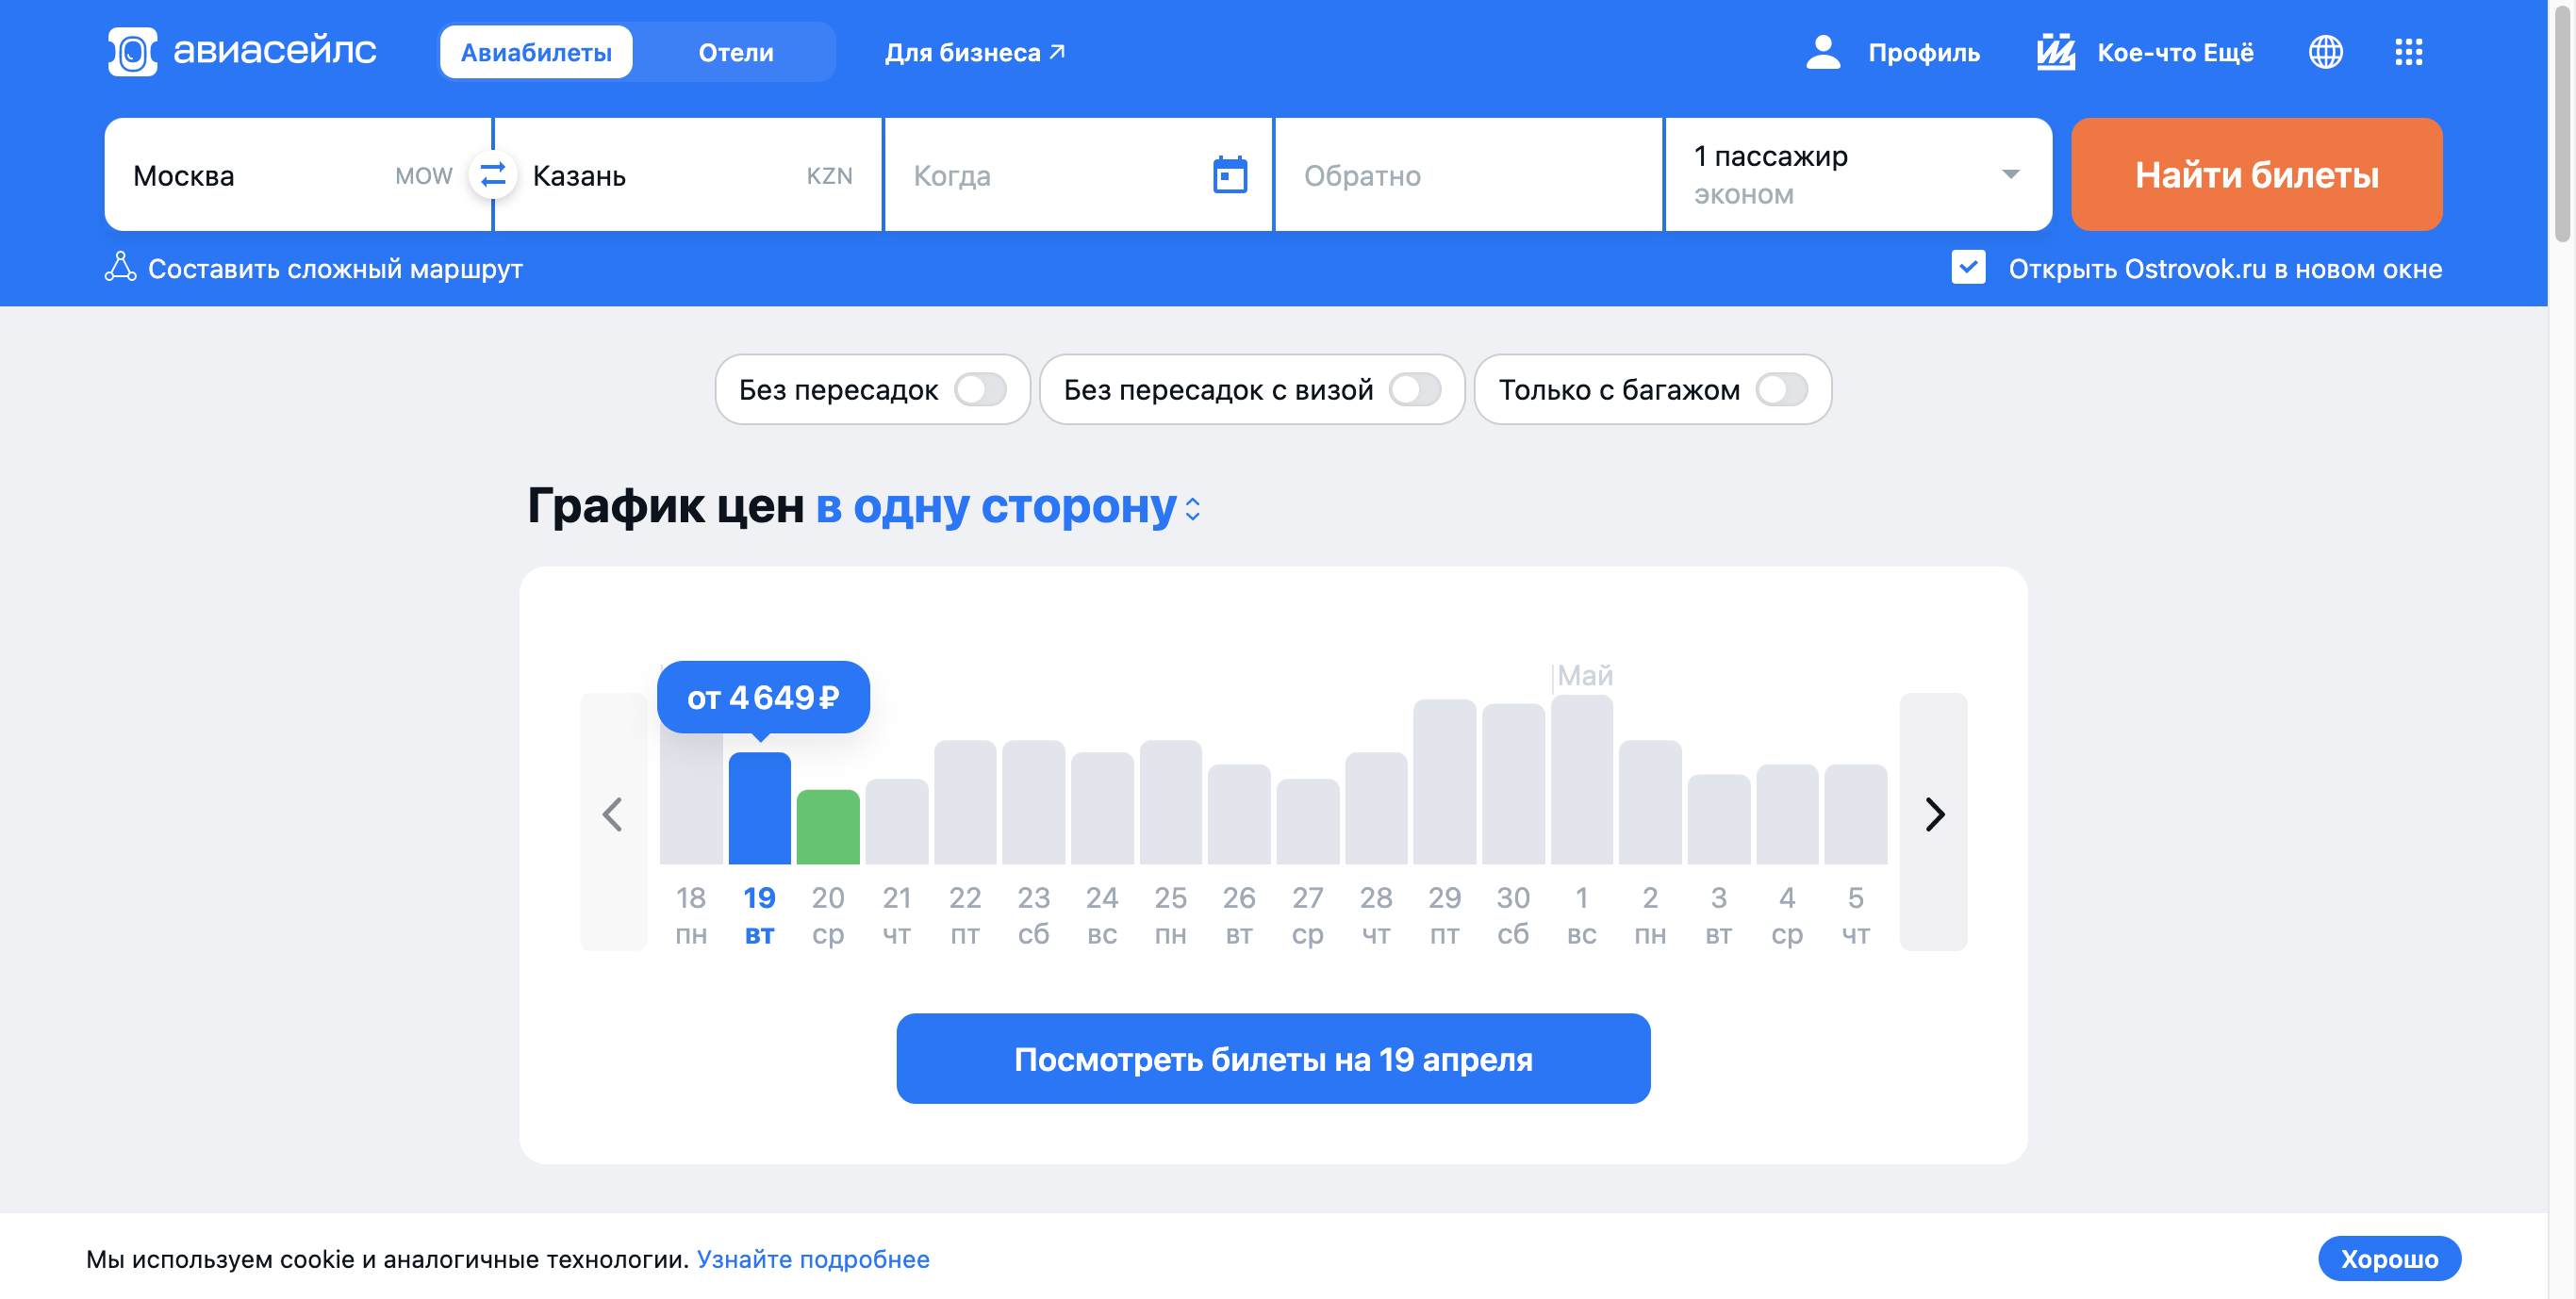 авиасейлс
Авиабилеты
Отели
Для бизнеса
Профиль
Кое-что Ещё
Москва MOW
Казань KZN
Когда
Обратно
1 пассажир
эконом
Найти билеты
Составить сложный маршрут
Открыть Ostrovok.ru в новом окне
Без пересадок
Без пересадок с визой
Только с багажом
График цен в одну сторону
от 4 649 ₽
Май
18 19 20 21 22 23 24 25 26 27 28 29 30 1 2 3 4 5
пн вт ср чт пт сб вс пн вт ср чт пт сб вс пн вт ср чт
Посмотреть билеты на 19 апреля
Мы используем cookie и аналогичные технологии. Узнайте подробнее
Хорошо